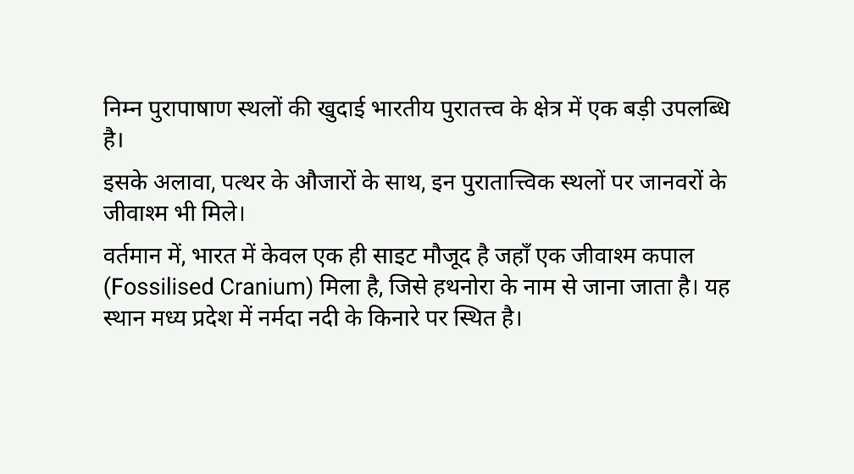 निम्न पुरापाषाण स्थलों की खुदाई भारतीय पुरातत्त्व के क्षेत्र में एक बड़ी उपलब्धि
है।
इसके अलावा, पत्थर के औजारों के साथ, इन पुरातात्त्विक स्थलों पर जानवरों के
जीवाश्म भी मिले।
वर्तमान में, भारत में केवल एक ही साइट मौजूद है जहाँ एक जीवाश्म कपाल
(Fossilised Cranium) मिला है, जिसे हथनोरा के नाम से जाना जाता है। यह
स्थान मध्य प्रदेश में नर्मदा नदी के किनारे पर स्थित है।